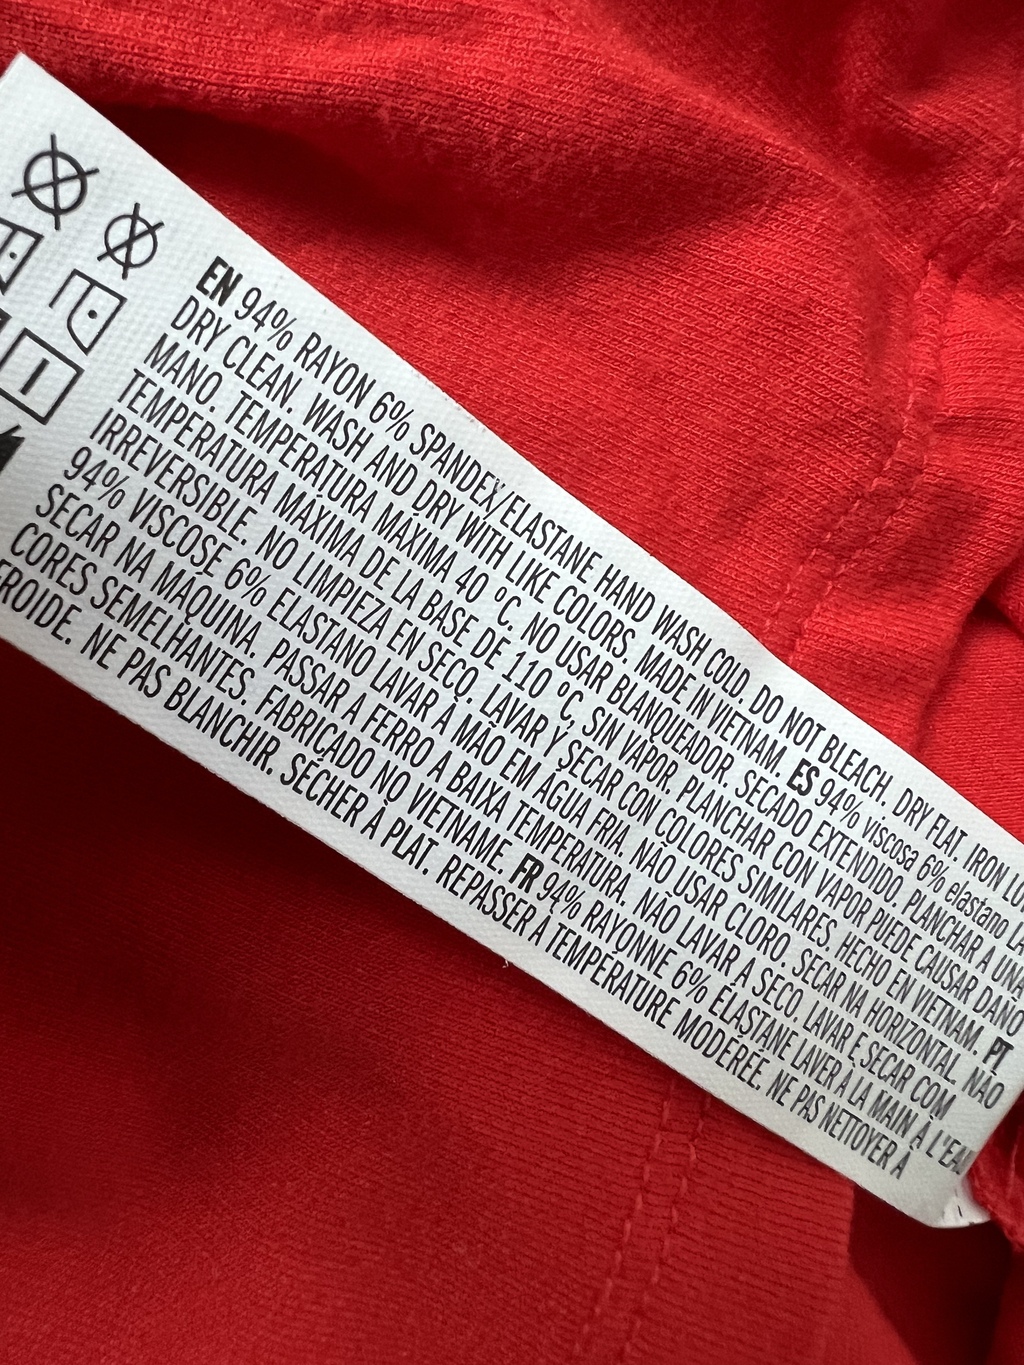 EN 94% RAYON 6% SPANDEX/ELASTANE HAND WASH COLD. DO NOT BLEACH. DRY FLAT. IRON
DRY CLEAN. WASH AND DRY WITH LIKE COLORS. MADE IN VIETNAM. ES 94% viscosa 6% elastano
MANO. TEMPERATURA MÁXIMA 40 ºC. NO USAR BLANQUEADOR. SECADO EXTENDIDO. PLANCHAR A UNA
TEMPERATURA MÁXIMA DE LA BASE DE 110 ºC, SIN VAPOR. PLANCHAR CON VAPOR PUEDE CAUSAR DAÑO
IRREVERSIBLE. NO LIMPIEZA EN SECO. LAVAR Y SECAR CON COLORES SIMILARES. HECHO EN VIETNAM. PT
94% VISCOSE 6% ELASTANO LAVAR À MÃO EM ÁGUA FRIA. NÃO USAR CLORO. SECAR NA HORIZONTAL. NÃO
SECAR NA MÁQUINA. PASSAR A FERRO A BAIXA TEMPERATURA. NÃO LAVAR A SECO. LAVAR E SECAR COM
CORES SEMELHANTES. FABRICADO NO VIETNAME. FR 94% RAYONNE 6% ÉLASTANE LAVER À LA MAIN À
FROIDE. NE PAS BLANCHIR. SÉCHER À PLAT. REPASSER À TEMPÉRATURE MODÉRÉE. NE PAS NETTOYER À